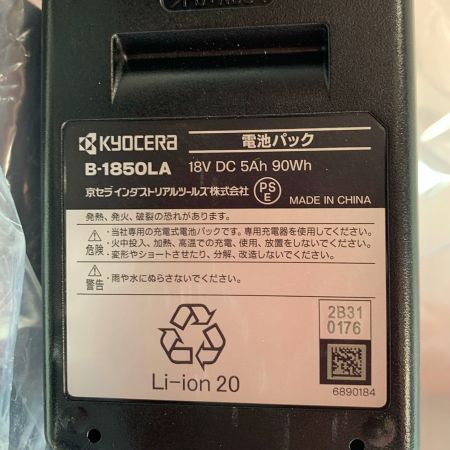 KYOCERA 電池パック
B-1850LA 18V DC 5Ah 90Wh
京セラインダストリアルツールズ株式会社 PSE MADE IN CHINA
発熱、発火、破裂の恐れがあります。
危険 ・当社専用の充電式電池パックです。専用充電器を使用してください。
・火中投入、加熱、高温での充電、使用、放置をしないでください。
・変形やショートさせたり、分解、改造しないでください。
警告 ・雨や水にぬらさないでください。
2B31
0176
Li-ion 20
6890184